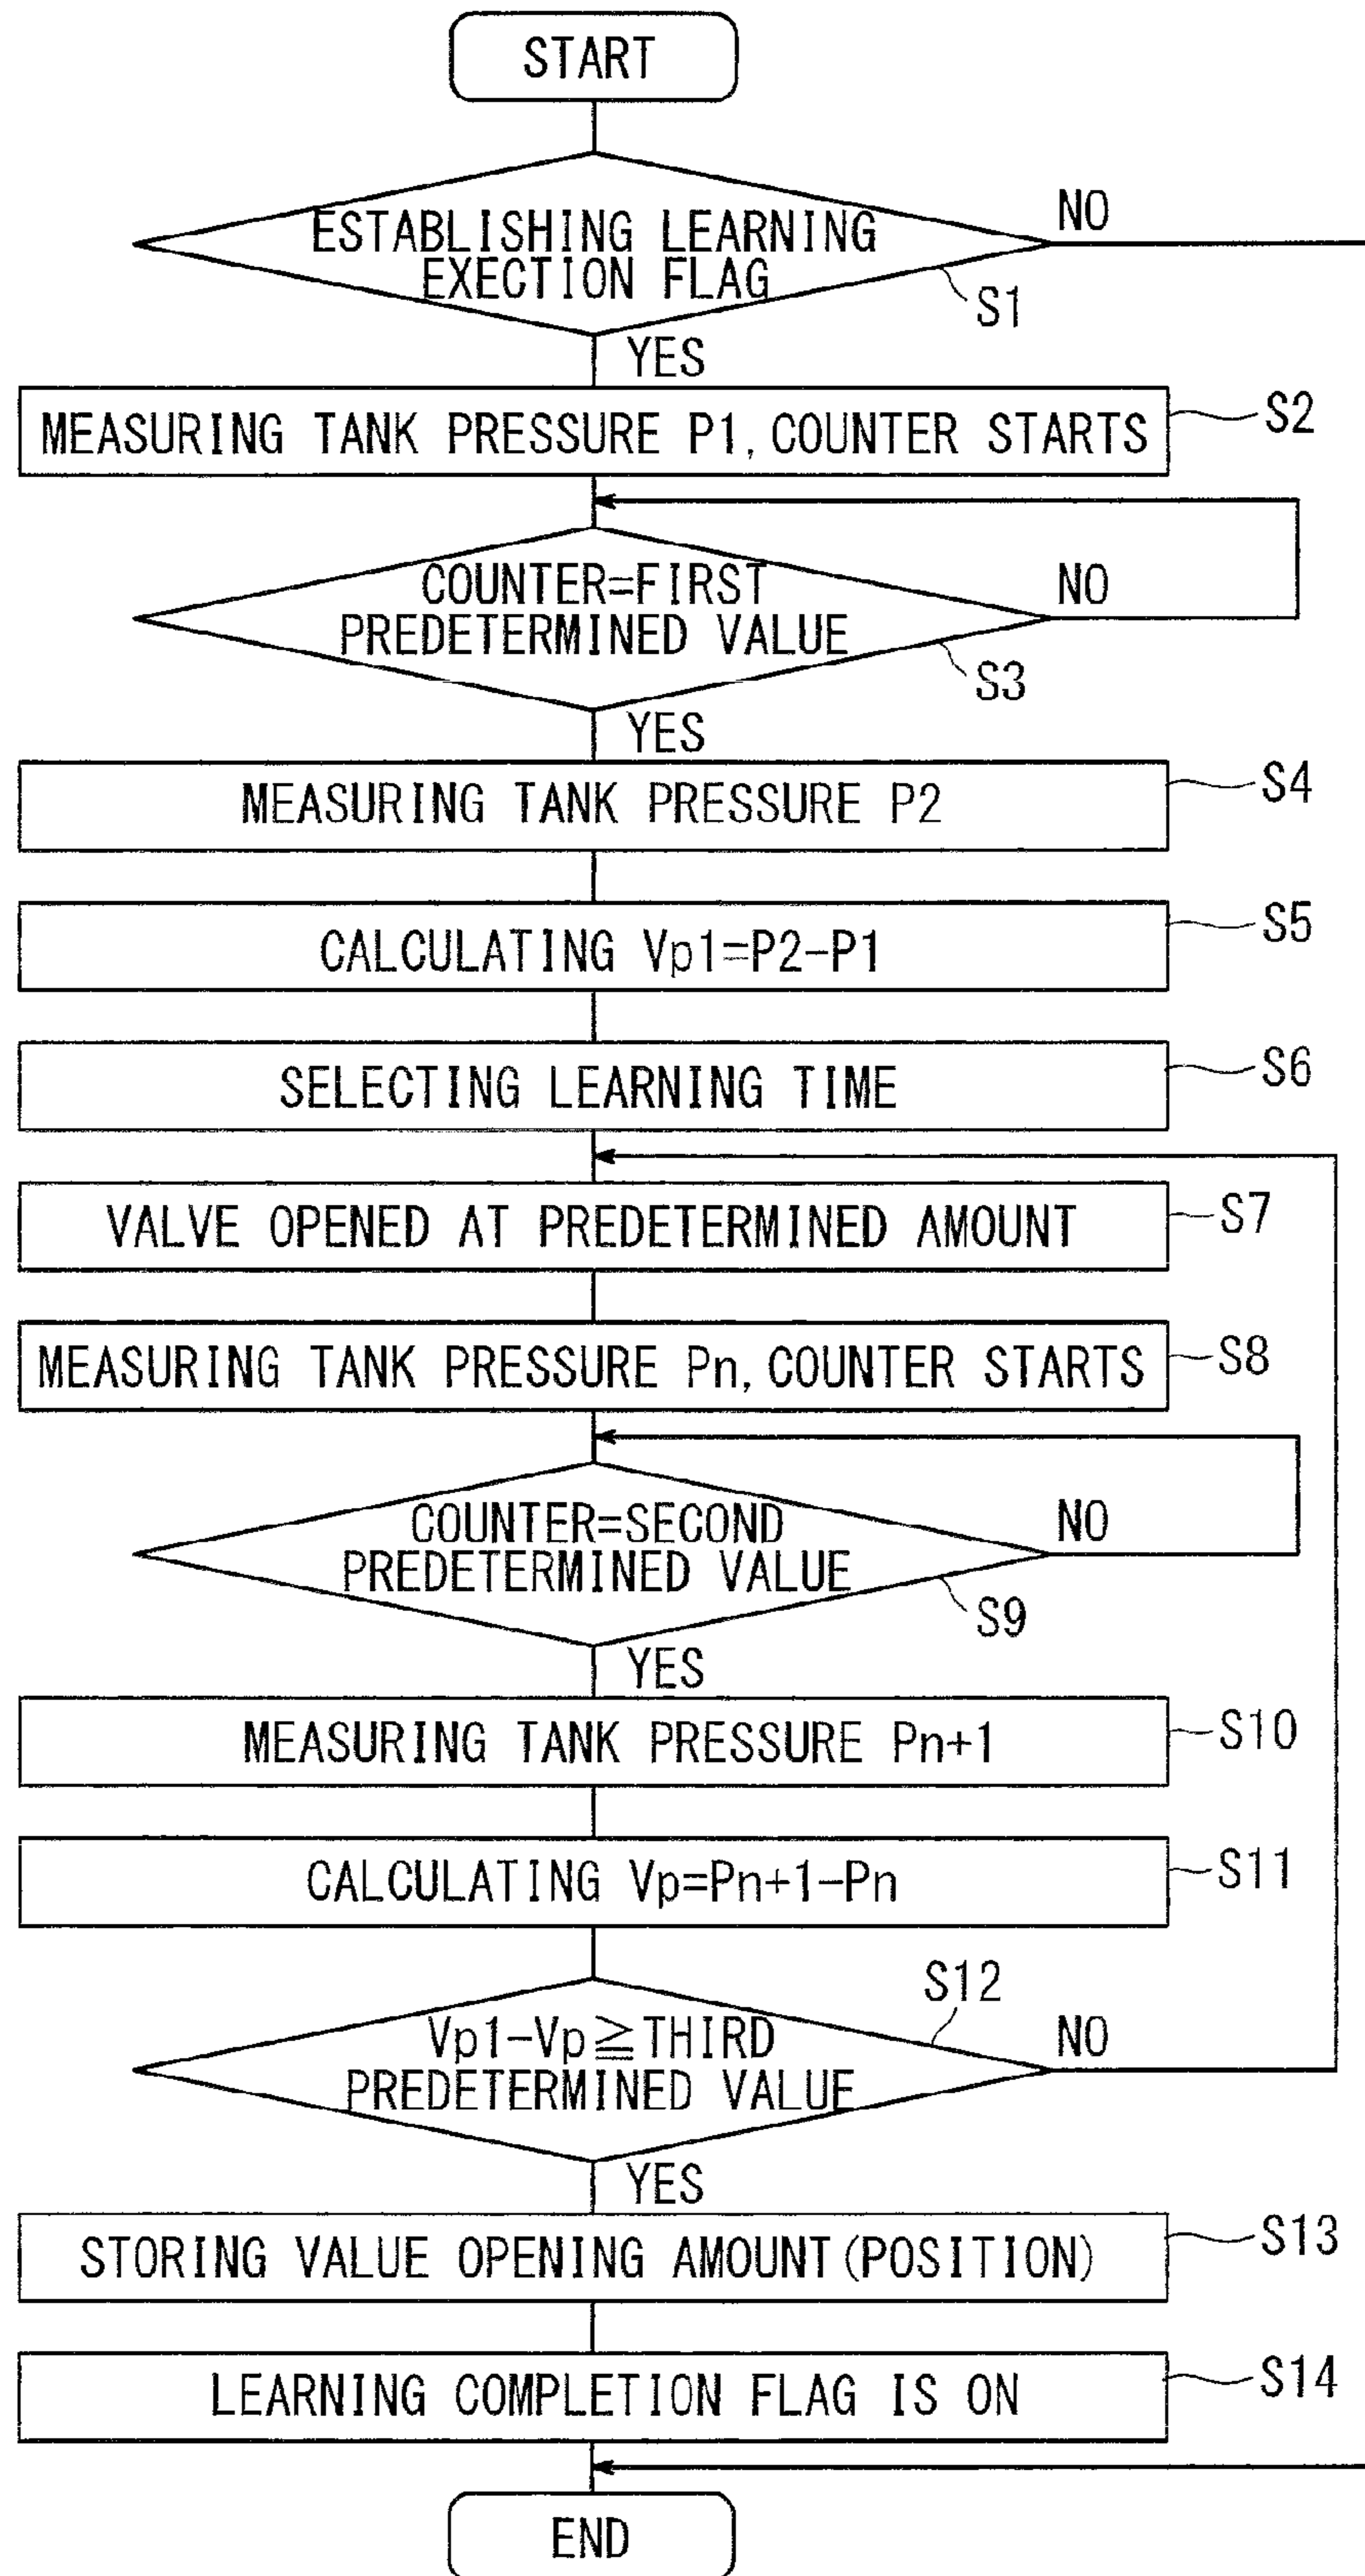 START
ESTABLISHING LEARNING
EXECTION FLAG
NO
S1
YES
MEASURING TANK PRESSURE P1, COUNTER STARTS
S2
COUNTER=FIRST
PREDETERMINED VALUE
NO
S3
YES
MEASURING TANK PRESSURE P2
S4
CALCULATING Vp1=P2-P1
S5
SELECTING LEARNING TIME
S6
VALVE OPENED AT PREDETERMINED AMOUNT
S7
MEASURING TANK PRESSURE Pn, COUNTER STARTS
S8
COUNTER=SECOND
PREDETERMINED VALUE
NO
S9
YES
MEASURING TANK PRESSURE Pn+1
S10
CALCULATING Vp=Pn+1-Pn
S11
S12
Vp1-Vp≧THIRD
PREDETERMINED VALUE
NO
YES
STORING VALUE OPENING AMOUNT(POSITION)
S13
LEARNING COMPLETION FLAG IS ON
S14
END